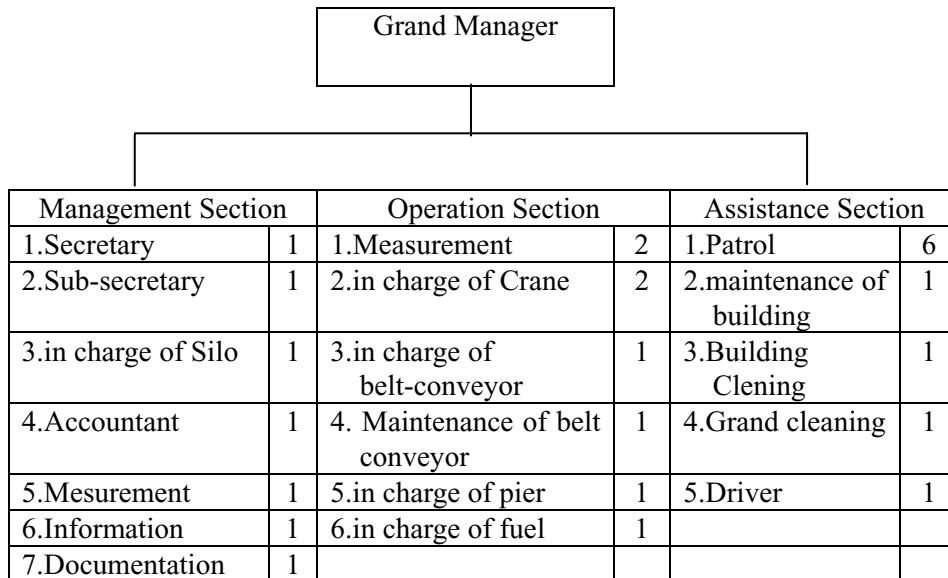 Grand Manager
Management Section Operation Section Assistance Section
1.Secretary 1 1.Measurement 2 1.Patrol 6
2.Sub-secretary 1 2.in charge of Crane 2 2.maintenance of
building 1
3.in charge of Silo 1 3.in charge of
belt-conveyor 1 3.Building
Clening 1
4.Accountant 1 4. Maintenance of belt
conveyor 1 4.Grand cleaning 1
5.Mesurement 1 5.in charge of pier 1 5.Driver 1
6.Information 1 6.in charge of fuel 1
7.Documentation 1